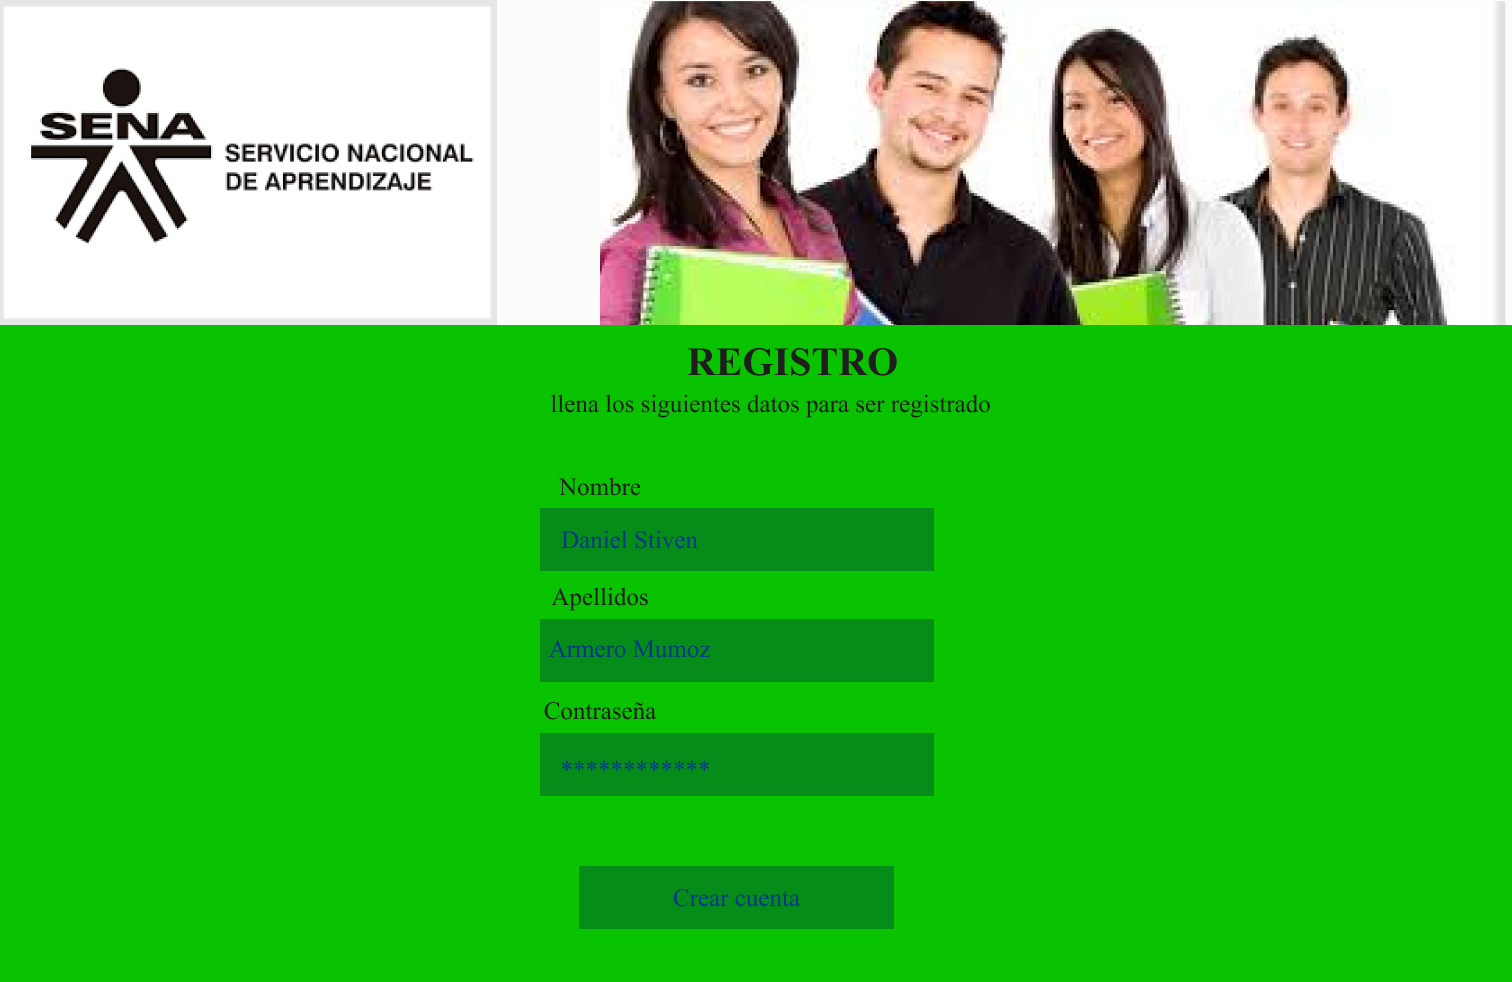 SENA
SERVICIO NACIONAL
DE APRENDIZAJE
REGISTRO
llena los siguientes datos para ser registrado
Nombre
Daniel Stiven
Apellidos
Armero Mumoz
Contraseña
************
Crear cuenta